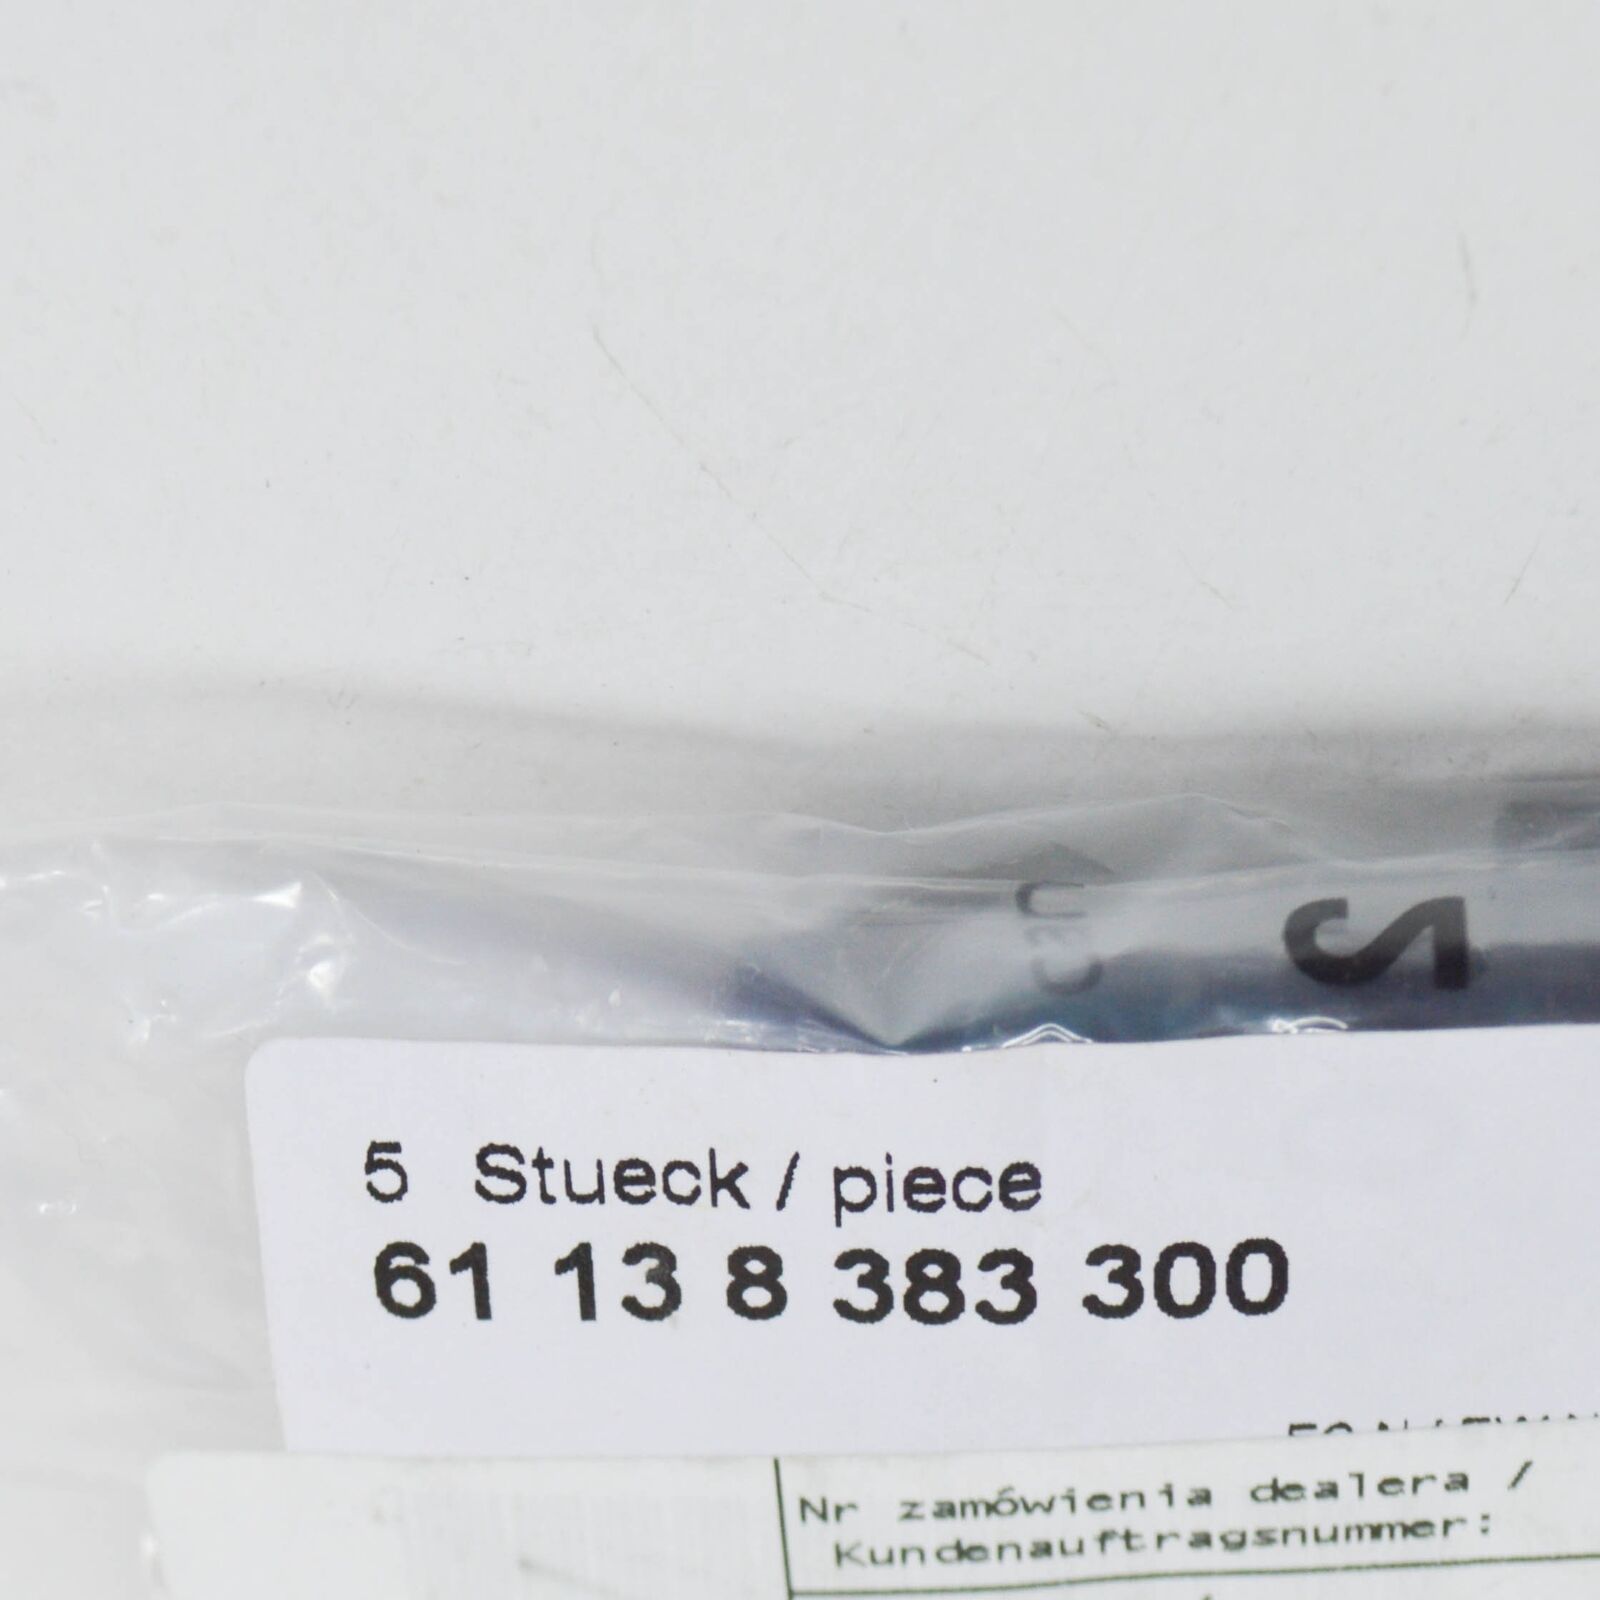 5 Stueck / piece
61 13 8 383 300
Nr zamówienia dealera /
Kundenauftragsnummer: